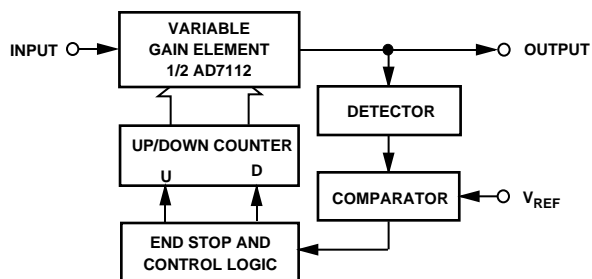 VARIABLE
GAIN ELEMENT
1/2 AD7112
INPUT
OUTPUT
DETECTOR
UP/DOWN COUNTER
U
D
COMPARATOR
VREF
END STOP AND
CONTROL LOGIC